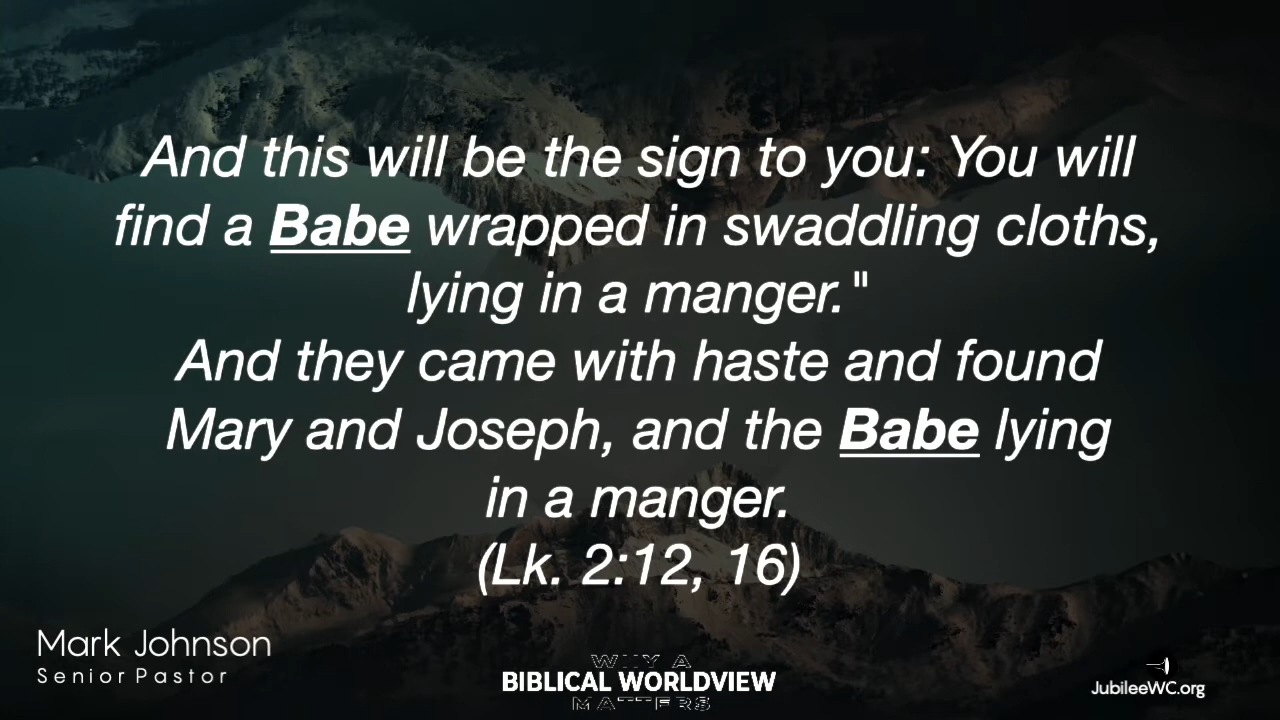 And this will be the sign to you: You will
find a Babe wrapped in swaddling cloths,
lying in a manger."
And they came with haste and found
Mary and Joseph, and the Babe lying
in a manger.
(Lk. 2:12, 16)
Mark Johnson
Senior Pastor
WHY A
BIBLICAL WORLDVIEW
MATTERS
JubileeWC.org